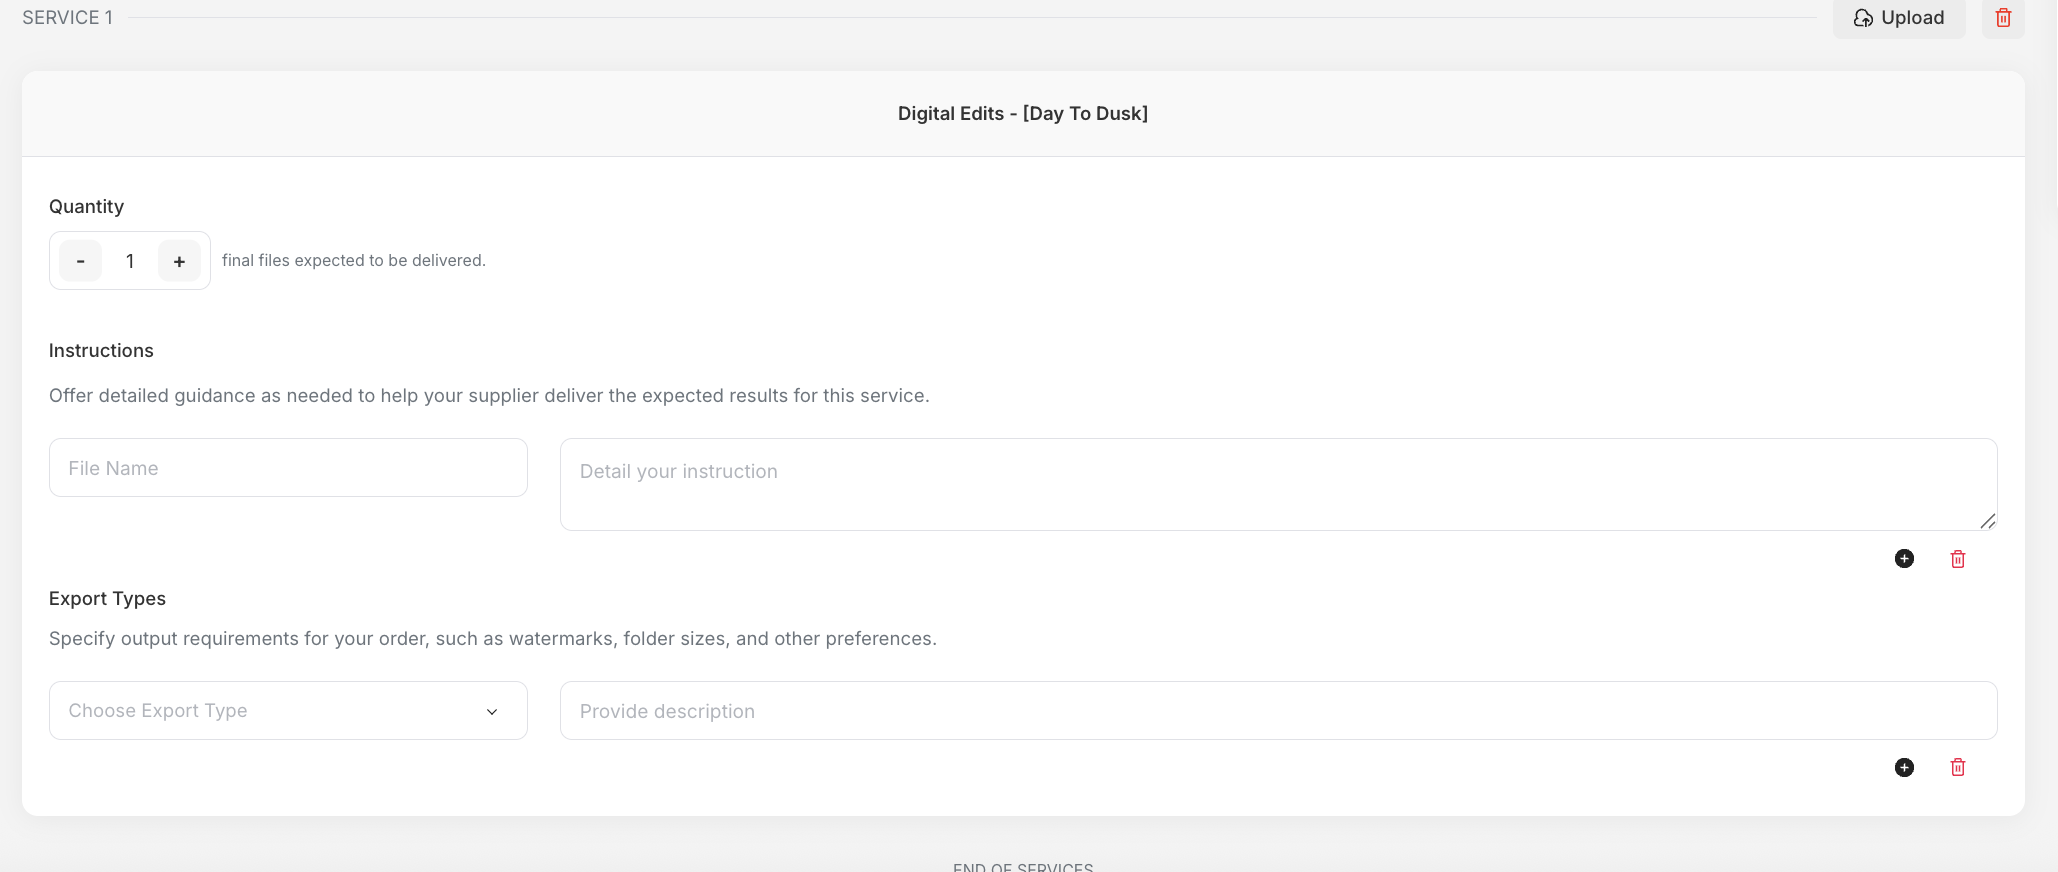 SERVICE 1
Upload
Digital Edits - [Day To Dusk]
Quantity
- 1 + final files expected to be delivered.
Instructions
Offer detailed guidance as needed to help your supplier deliver the expected results for this service.
File Name
Detail your instruction
Export Types
Specify output requirements for your order, such as watermarks, folder sizes, and other preferences.
Choose Export Type
Provide description
END OF SERVICES